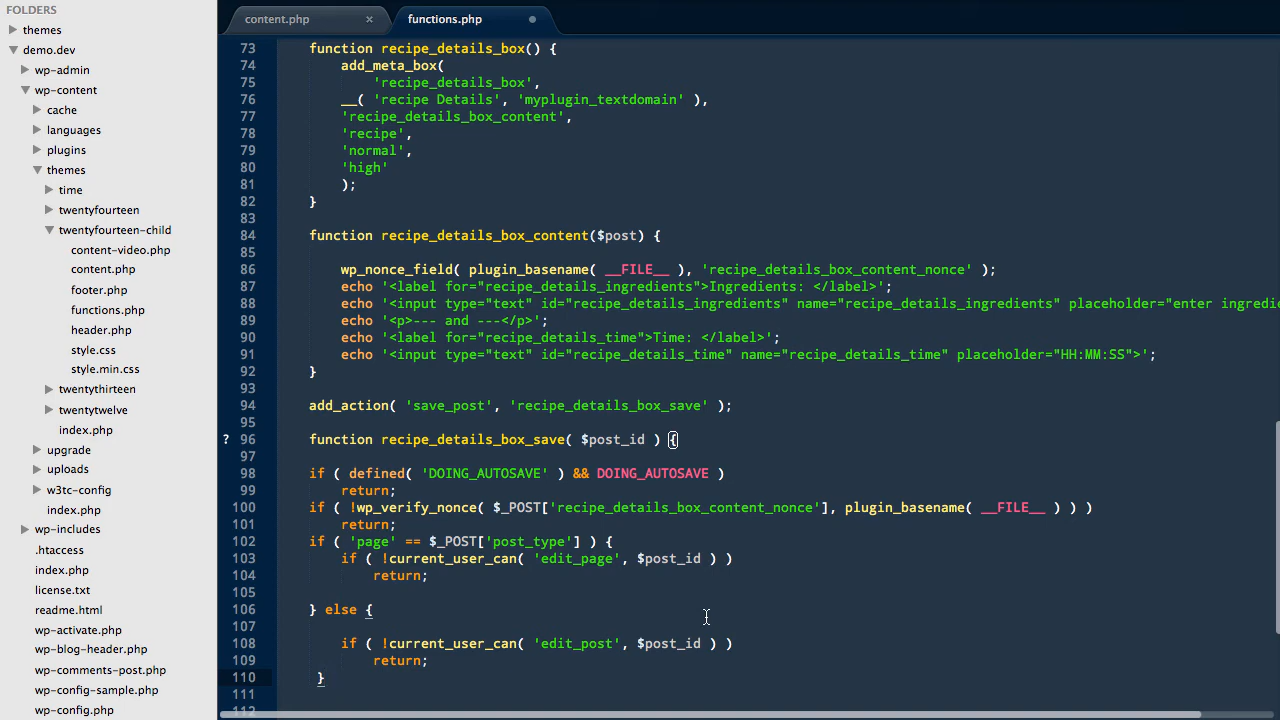 FOLDERS
themes
demo.dev
wp-admin
wp-content
cache
languages
plugins
themes
time
twentyfourteen
twentyfourteen-child
content-video.php
content.php
footer.php
functions.php
header.php
style.css
style.min.css
twentythirteen
twentytwelve
index.php
upgrade
uploads
w3tc-config
index.php
wp-includes
.htaccess
index.php
license.txt
readme.html
wp-activate.php
wp-blog-header.php
wp-comments-post.php
wp-config-sample.php
wp-config.php
content.php
functions.php
73 function recipe_details_box() {
74 add_meta_box(
75 'recipe_details_box',
76 __( 'recipe Details', 'myplugin_textdomain' ),
77 'recipe_details_box_content',
78 'recipe',
79 'normal',
80 'high'
81 );
82 }
83
84 function recipe_details_box_content($post) {
85
86 wp_nonce_field( plugin_basename( __FILE__ ), 'recipe_details_box_content_nonce' );
87 echo '<label for="recipe_details_ingredients">Ingredients: </label>';
88 echo '<input type="text" id="recipe_details_ingredients" name="recipe_details_ingredients" placeholder="enter ingredie
89 echo '<p>--- and ---</p>';
90 echo '<label for="recipe_details_time">Time: </label>';
91 echo '<input type="text" id="recipe_details_time" name="recipe_details_time" placeholder="HH:MM:SS">';
92 }
93
94 add_action( 'save_post', 'recipe_details_box_save' );
95
? 96 function recipe_details_box_save( $post_id ) {
97
98 if ( defined( 'DOING_AUTOSAVE' ) && DOING_AUTOSAVE )
99 return;
100 if ( !wp_verify_nonce( $_POST['recipe_details_box_content_nonce'], plugin_basename( __FILE__ ) ) )
101 return;
102 if ( 'page' == $_POST['post_type'] ) {
103 if ( !current_user_can( 'edit_page', $post_id ) )
104 return;
105
106 } else {
107
108 if ( !current_user_can( 'edit_post', $post_id ) )
109 return;
110 }
111
112